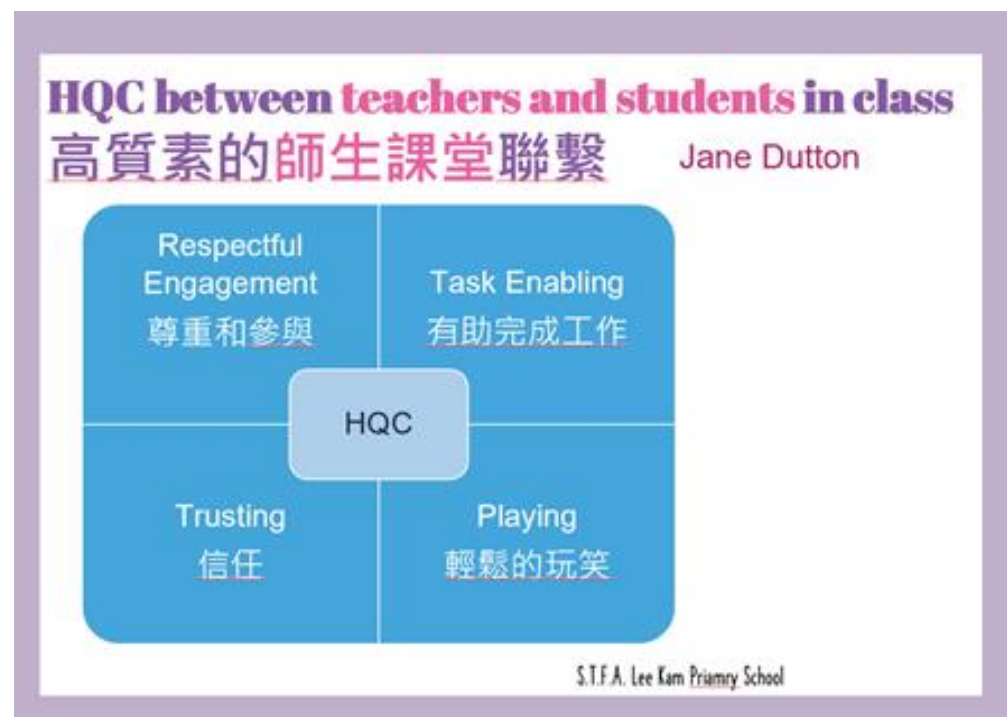 HQC between teachers and students in class
高質素的師生課堂聯繫
Jane Dutton
Respectful
Engagement
尊重和參與
Task Enabling
有助完成工作
HQC
Trusting
信任
Playing
輕鬆的玩笑
S.T.F.A. Lee Kam Priamry School